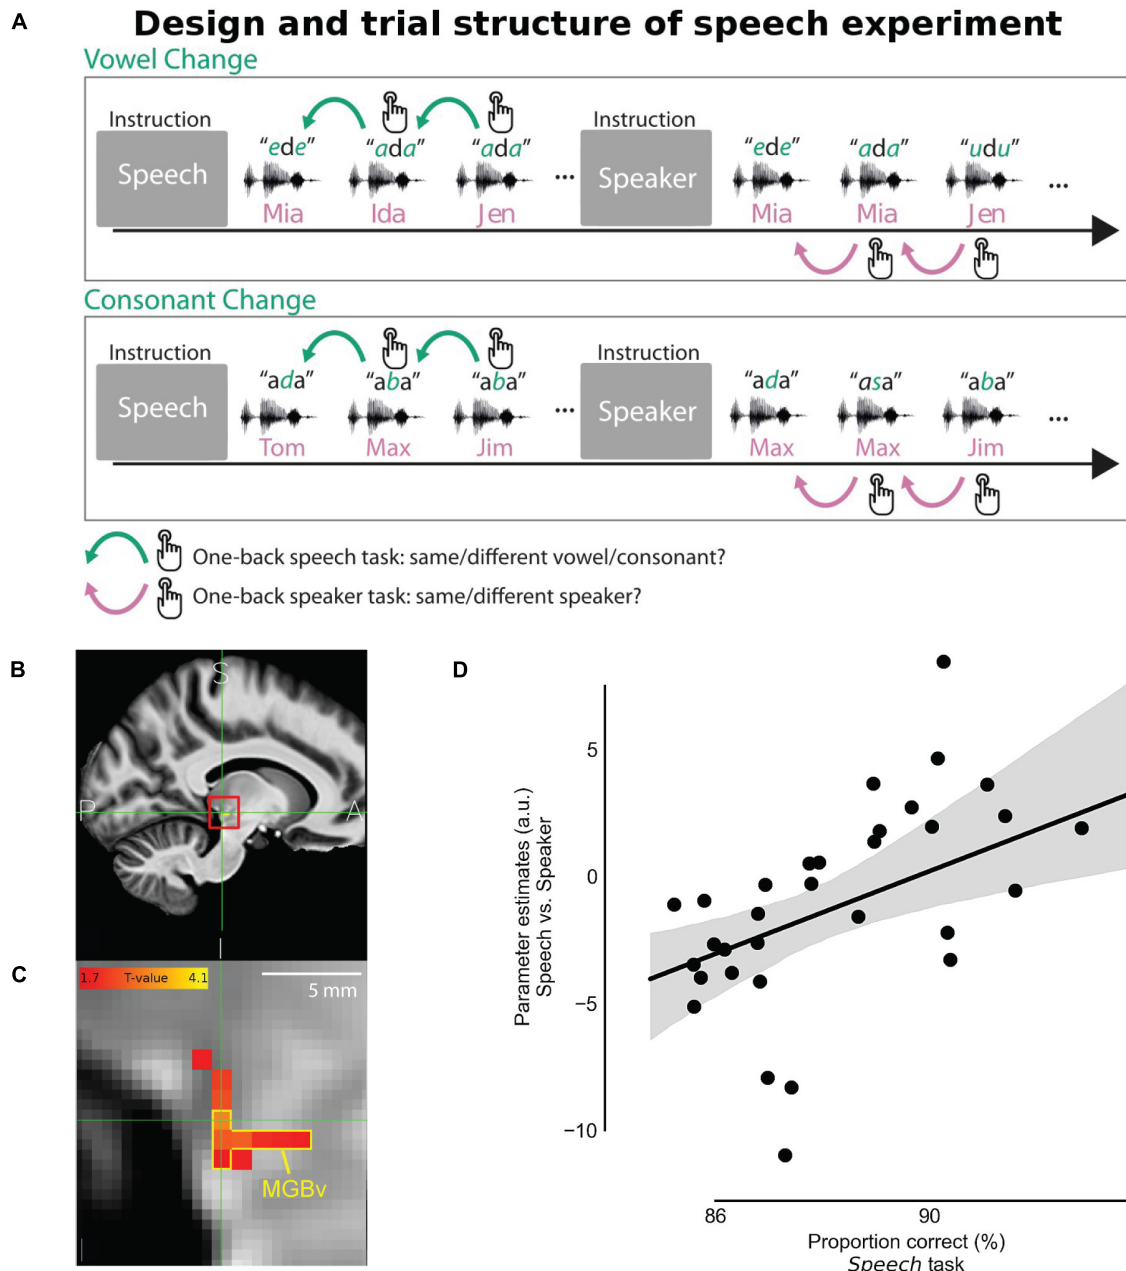 A
Design and trial structure of speech experiment
Vowel Change
Instruction
Speech
"ede" "ada" "ada"
Mia Ida Jen
...
Instruction
Speaker
"ede" "ada" "udu"
Mia Mia Jen
...
Consonant Change
Instruction
Speech
"ada" "aba" "aba"
Tom Max Jim
...
Instruction
Speaker
"ada" "asa" "aba"
Max Max Jim
...
One-back speech task: same/different vowel/consonant?
One-back speaker task: same/different speaker?
B
S
P
A
I
C
1.7 T-value 4.1
5 mm
MGBv
D
Parameter estimates (a.u.)
Speech vs. Speaker
5
0
−5
−10
86 90
Proportion correct (%)
Speech task